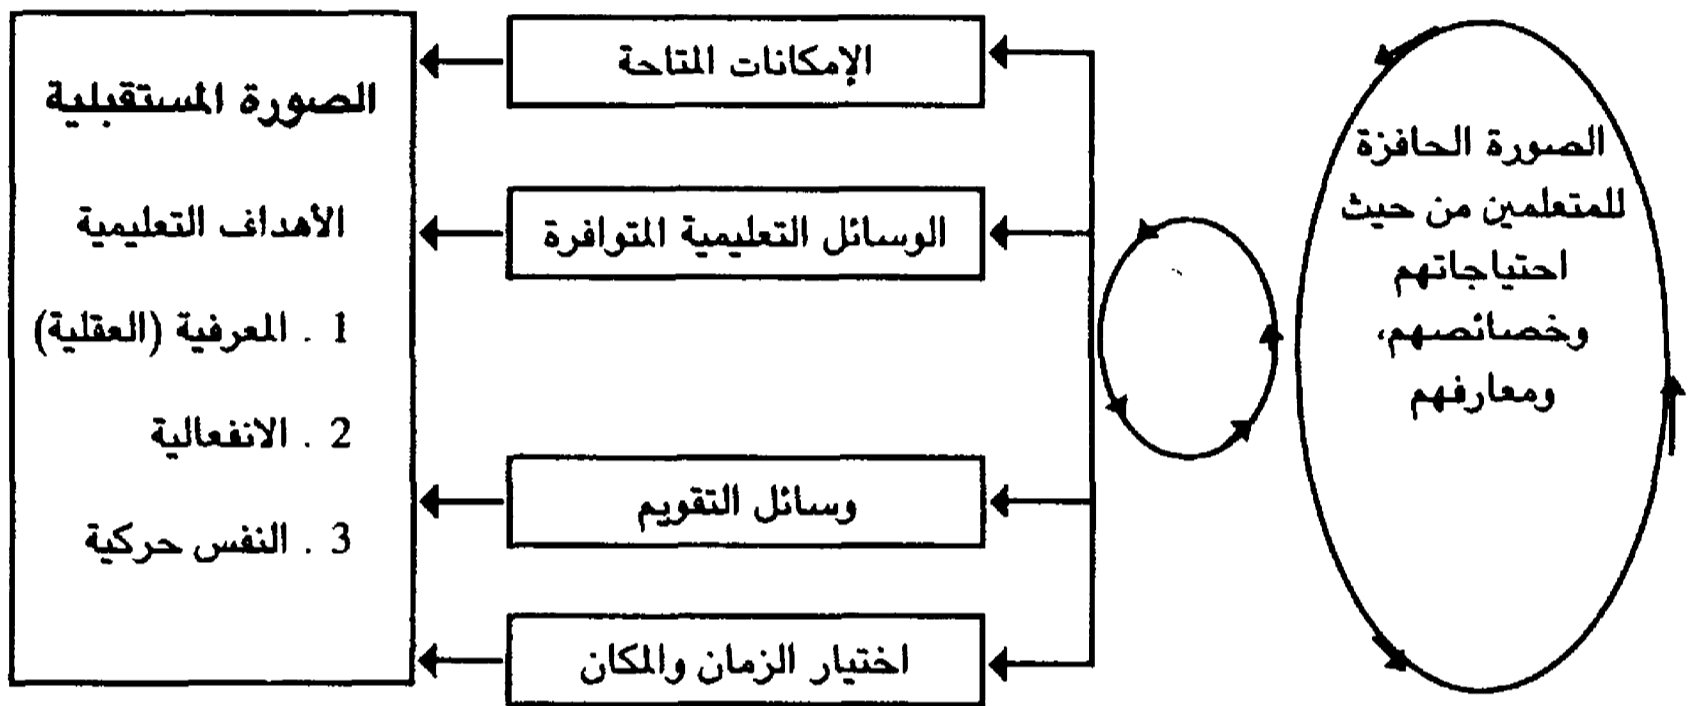 الصورة الحافزة
للمتعلمين من حيث
احتياجاتهم
وخصائصهم،
ومعارفهم
الإمكانات المتاحة
الوسائل التعليمية المتوافرة
وسائل التقويم
اختيار الزمان والمكان
الصورة المستقبلية
الأهداف التعليمية
1 . المعرفية (العقلية)
2 . الانفعالية
3 . النفس حركية